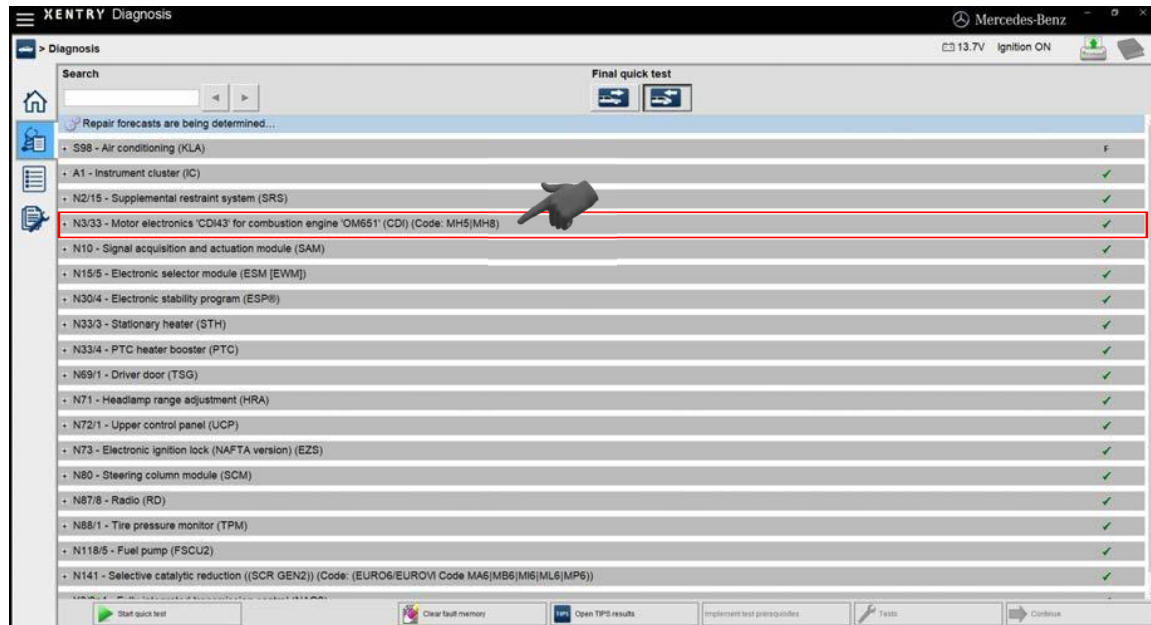 XENTRY Diagnosis
Mercedes-Benz
> Diagnosis
13.7V Ignition ON
Search
Final quick test
Repair forecasts are being determined...
+ S98 - Air conditioning (KLA) F
+ A1 - Instrument cluster (IC)
+ N2/15 - Supplemental restraint system (SRS)
+ N3/33 - Motor electronics 'CDI43' for combustion engine 'OM651' (CDI) (Code: MH5|MH8)
+ N10 - Signal acquisition and actuation module (SAM)
+ N15/5 - Electronic selector module (ESM [EWM])
+ N30/4 - Electronic stability program (ESP®)
+ N33/3 - Stationary heater (STH)
+ N33/4 - PTC heater booster (PTC)
+ N69/1 - Driver door (TSG)
+ N71 - Headlamp range adjustment (HRA)
+ N72/1 - Upper control panel (UCP)
+ N73 - Electronic ignition lock (NAFTA version) (EZS)
+ N80 - Steering column module (SCM)
+ N87/8 - Radio (RD)
+ N88/1 - Tire pressure monitor (TPM)
+ N118/5 - Fuel pump (FSCU2)
+ N141 - Selective catalytic reduction ((SCR GEN2)) (Code: (EURO6/EUROVI Code MA6|MB6|MI6|ML6|MP6))
Start quick test
Clear fault memory
TIPS Open TIPS results
Implement test prerequisites
Tests
Continue